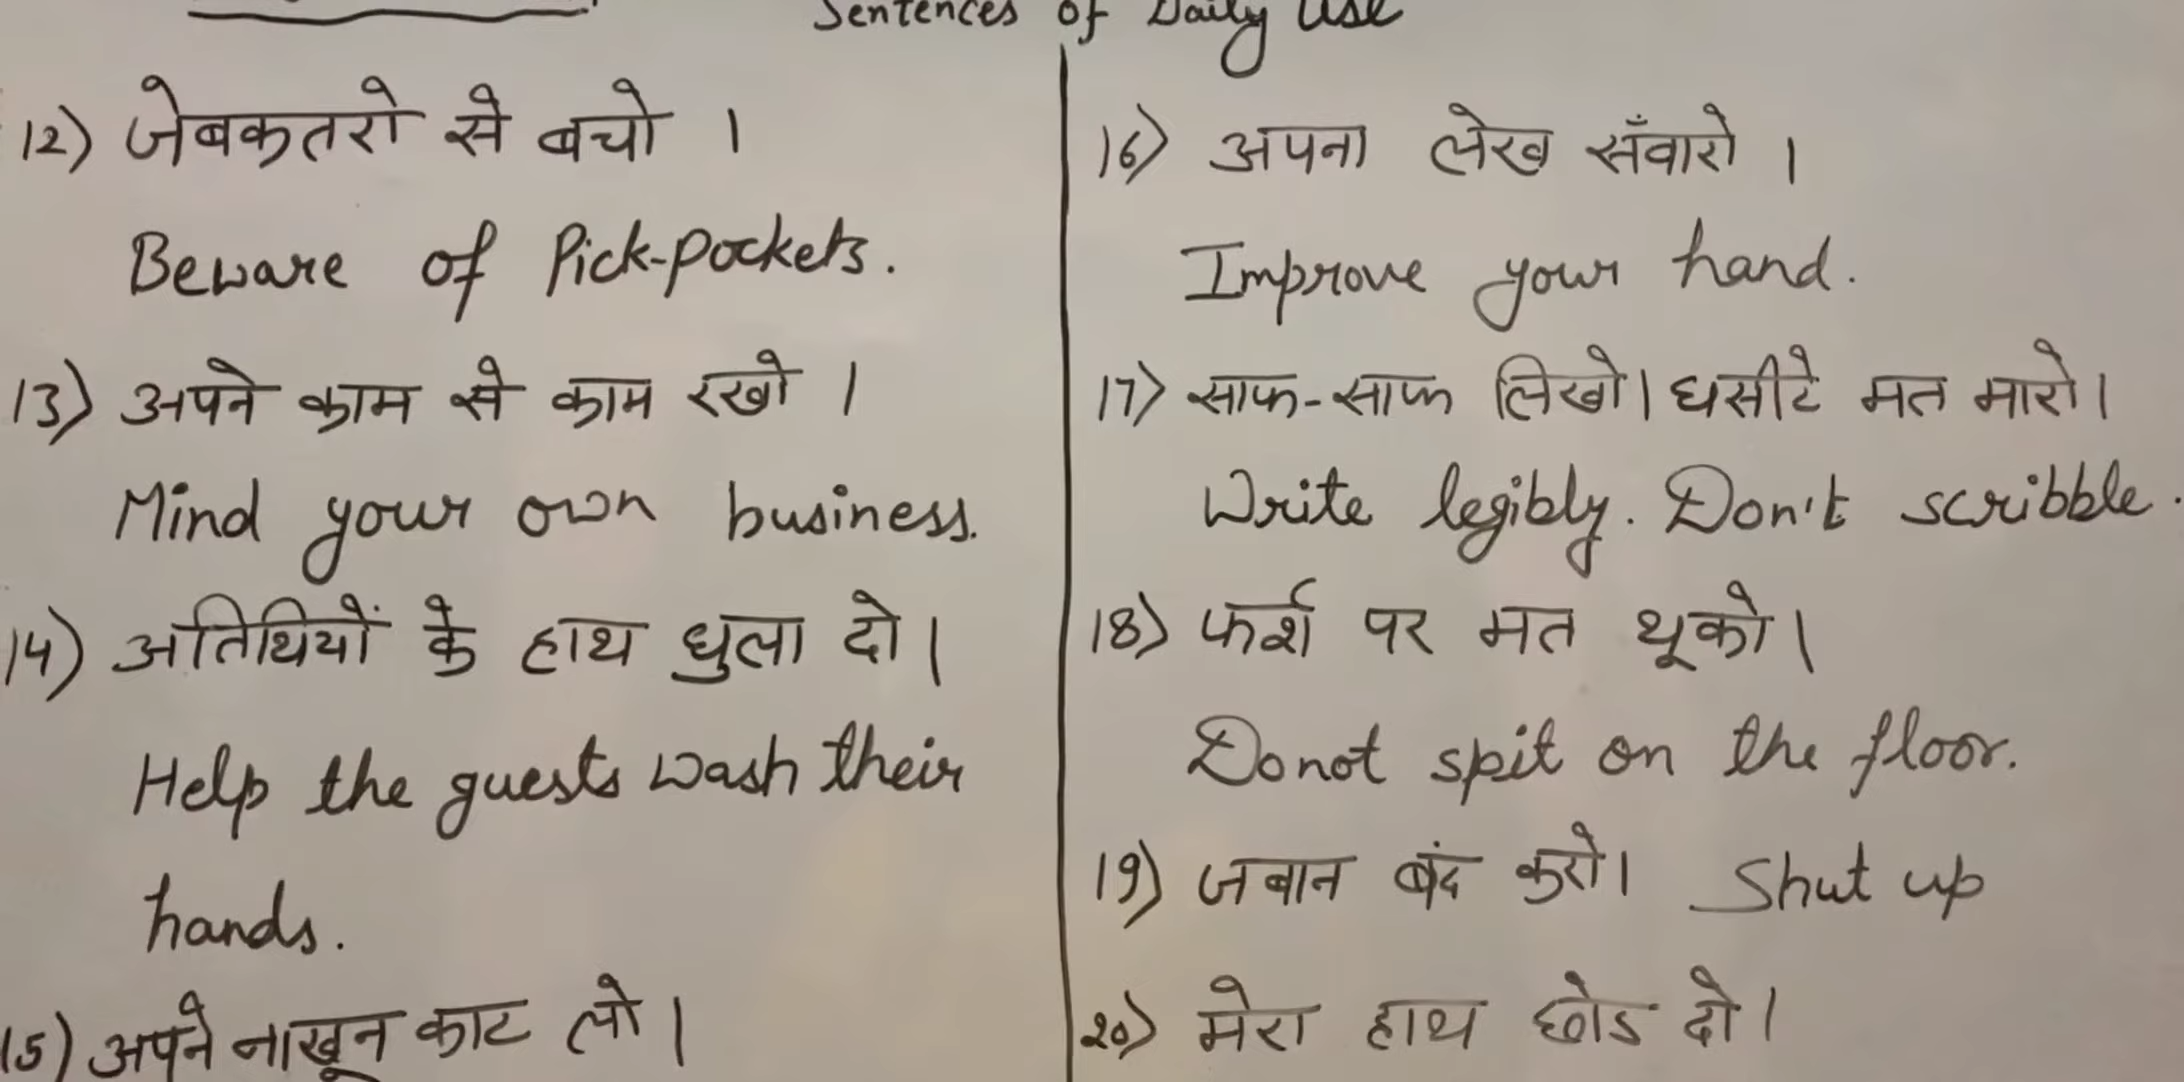 Sentences of Daily Use
12) जेबकतरो से बचो ।
Beware of Pick-pockets.
13) अपने काम से काम रखो ।
Mind your own business.
14) अतिथियों के हाथ धुला दो।
Help the guests wash their
hands.
15) अपने नाखून काट लो।
16) अपना लेख सँवारो ।
Improve your hand.
17) साफ-साफ लिखो। घसीटे मत मारो।
Write legibly. Don't scribble.
18) फर्श पर मत थूको।
Donot spit on the floor.
19) जबान बंद करो। Shut up
20) मेरा हाथ छोड दो।